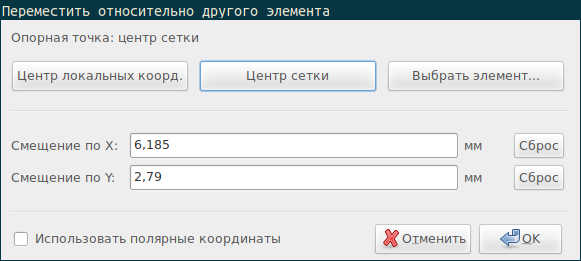 Переместить относительно другого элемента
Опорная точка: центр сетки
Центр локальных коорд. Центр сетки Выбрать элемент...
Смещение по X: 6,185 мм Сброс
Смещение по Y: 2,79 мм Сброс
Использовать полярные координаты Отменить OK